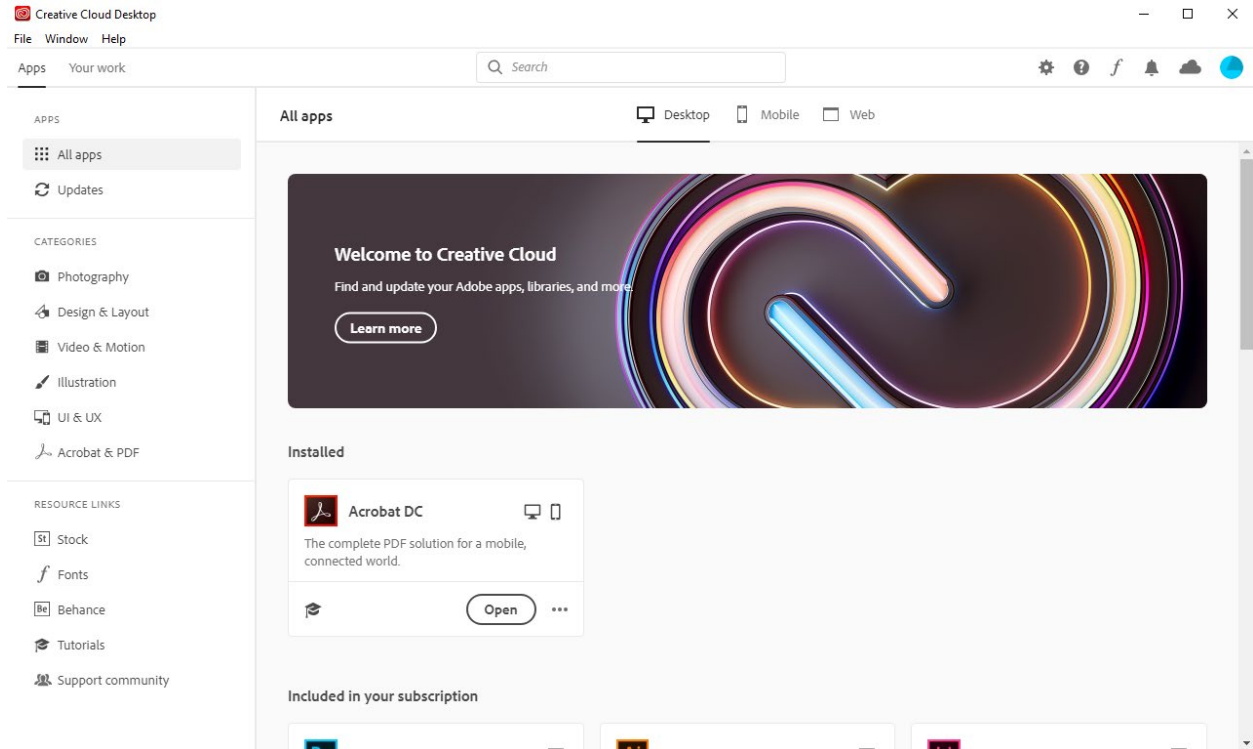 Creative Cloud Desktop
File Window Help
Apps Your work
Search
All apps
Desktop Mobile Web
APPS
All apps
Updates
CATEGORIES
Photography
Design & Layout
Video & Motion
Illustration
UI & UX
Acrobat & PDF
RESOURCE LINKS
St Stock
Fonts
Be Behance
Tutorials
Support community
Welcome to Creative Cloud
Find and update your Adobe apps, libraries, and more.
Learn more
Installed
Acrobat DC
The complete PDF solution for a mobile,
connected world.
Open
Included in your subscription